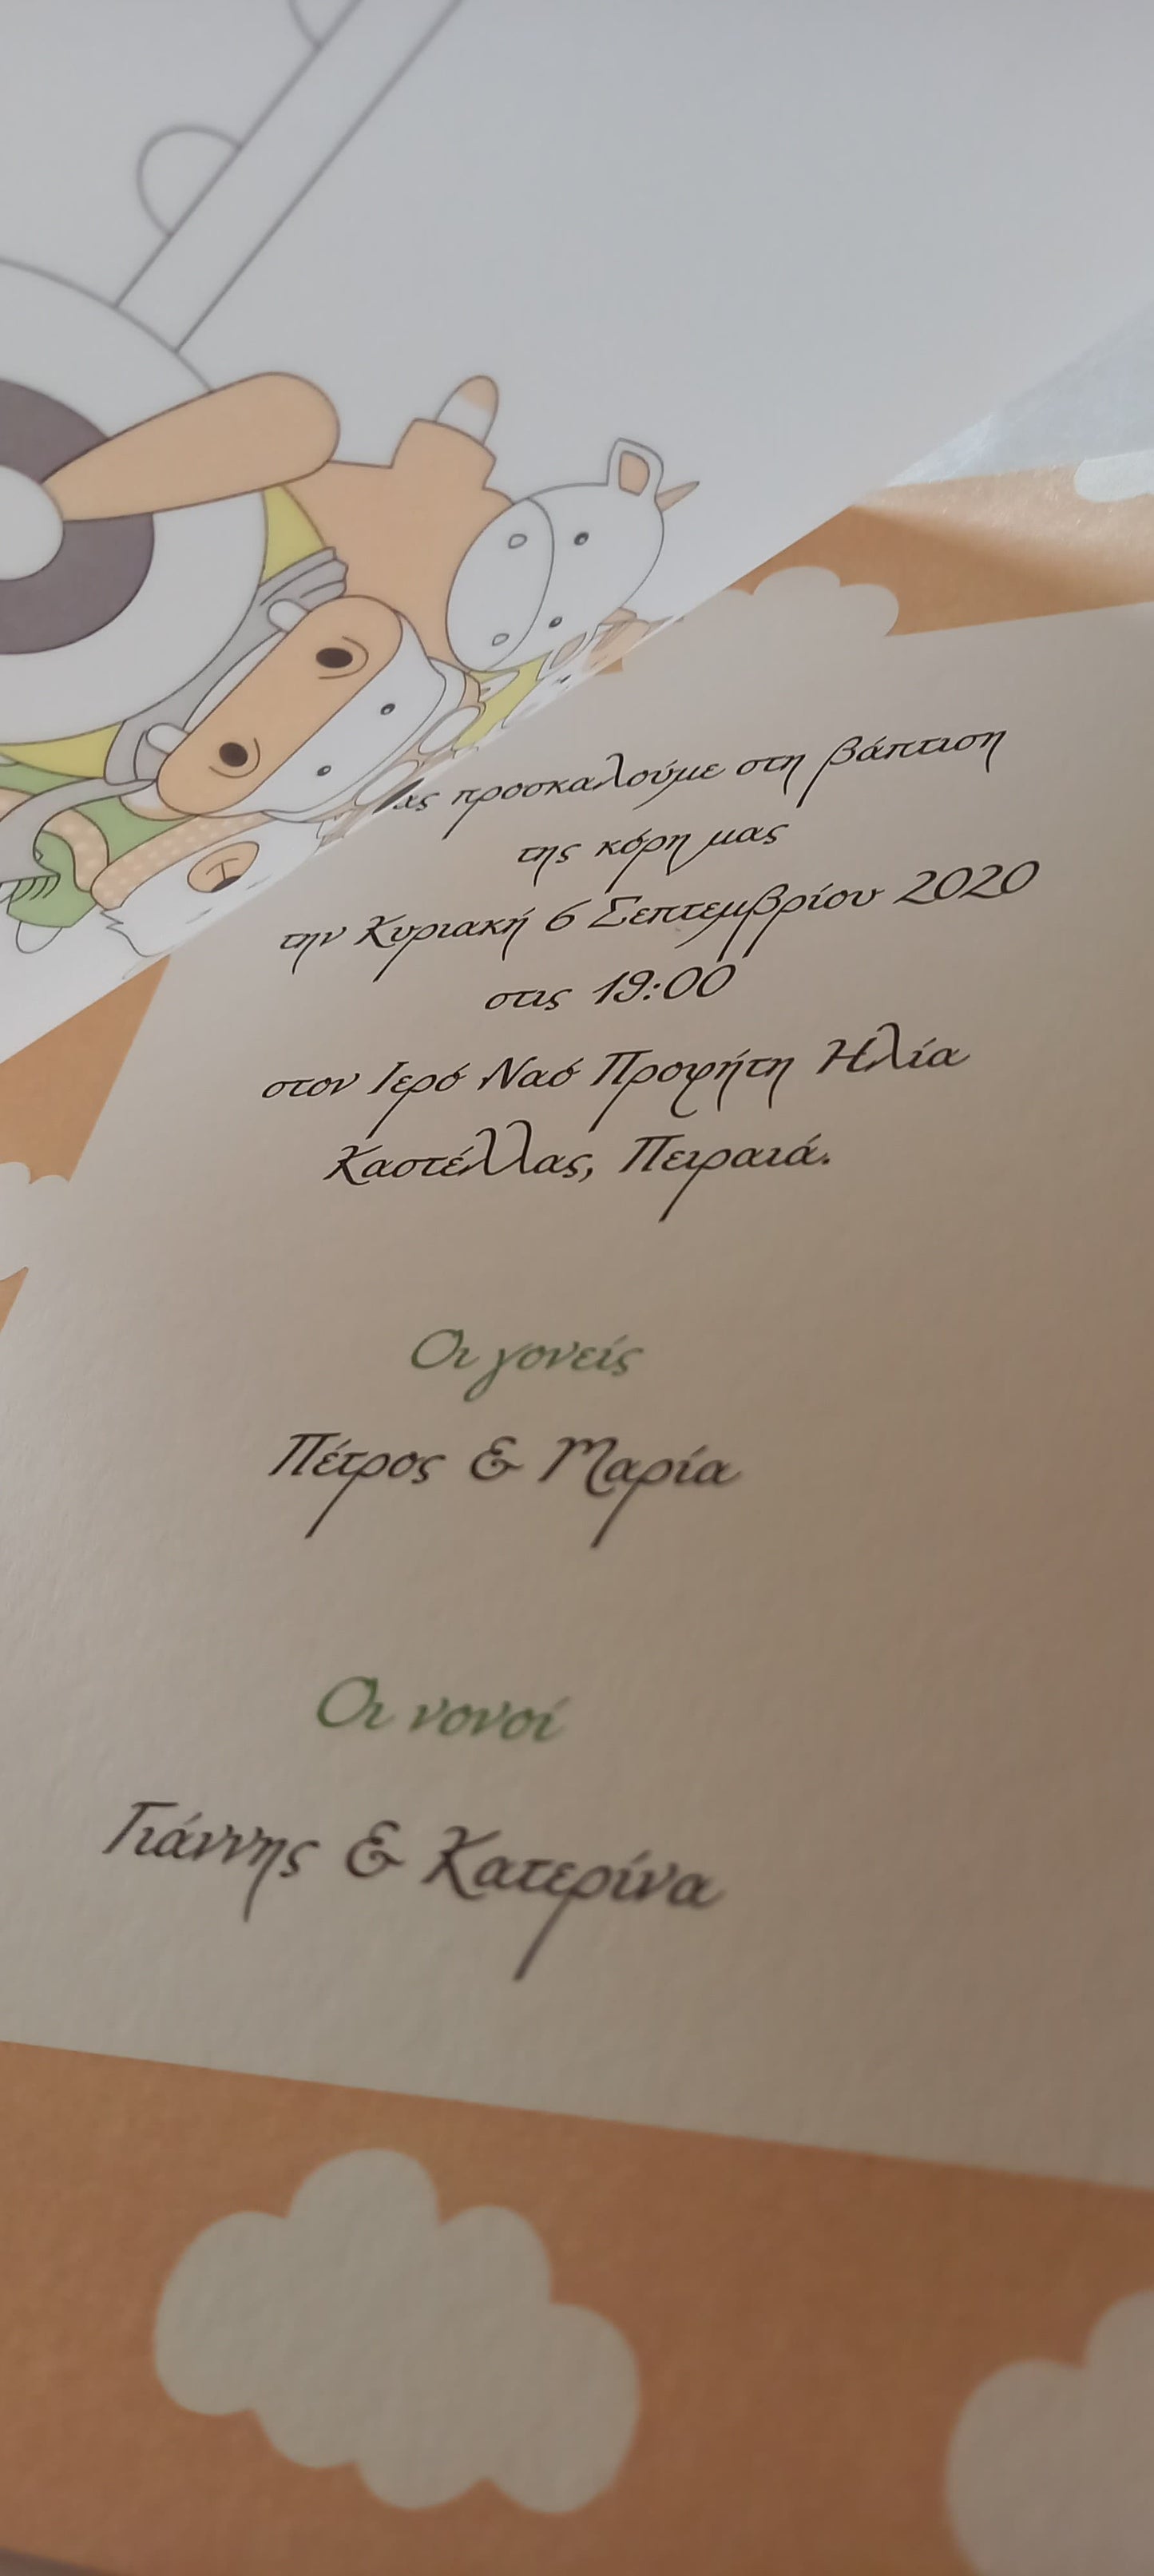 προσκαλούμε στη βάπτιση
της κόρη μας
την Κυριακή 6 Σεπτεμβρίου 2020
στις 19:00
στον Ιερό Ναό Προφήτη Ηλία
Καστέλλας, Πειραιά.
Οι γονείς
Πέτρος & Μαρία
Οι νονοί
Γιάννης & Κατερίνα